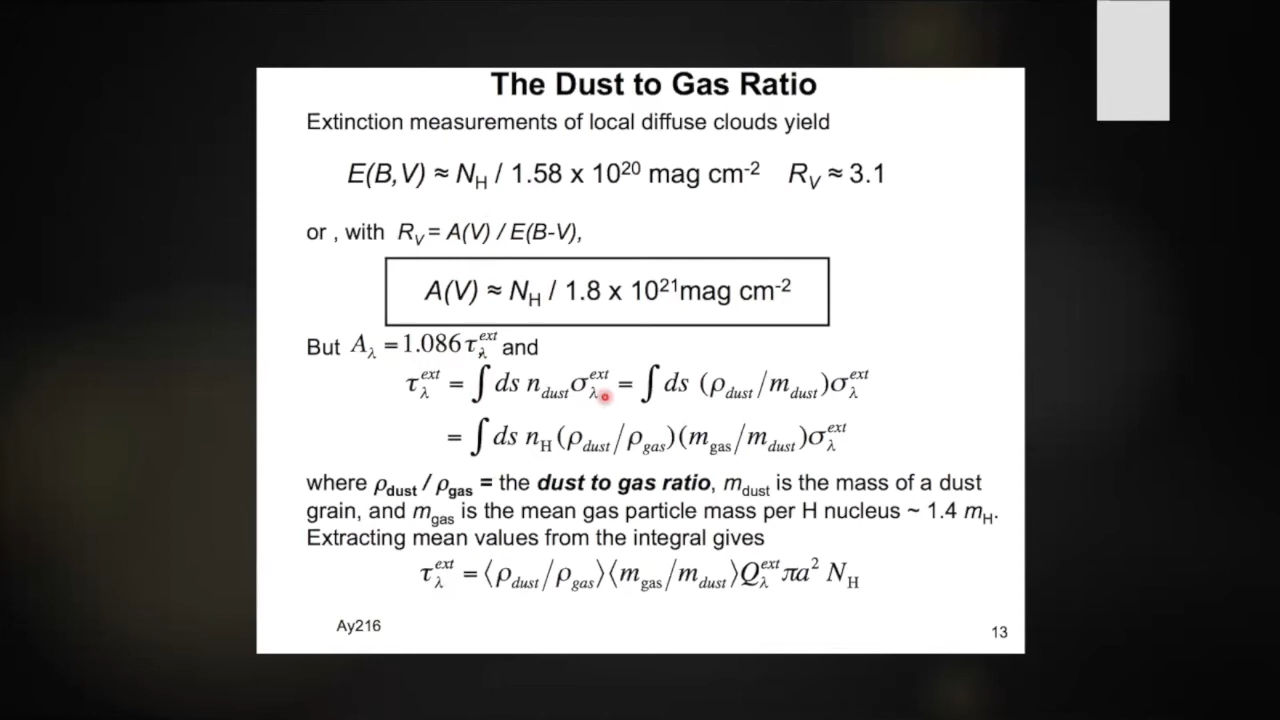 The Dust to Gas Ratio
Extinction measurements of local diffuse clouds yield
E(B,V) ≈ N_H / 1.58 x 10²⁰ mag cm⁻² R_V ≈ 3.1
or , with R_V = A(V) / E(B-V),
A(V) ≈ N_H / 1.8 x 10²¹mag cm⁻²
But A_λ = 1.086 τ_λ^ext and
τ_λ^ext = ∫ ds n_dust σ_λ^ext = ∫ ds (ρ_dust/m_dust)σ_λ^ext
= ∫ ds n_H (ρ_dust/ρ_gas)(m_gas/m_dust)σ_λ^ext
where ρ_dust / ρ_gas = the dust to gas ratio, m_dust is the mass of a dust
grain, and m_gas is the mean gas particle mass per H nucleus ~ 1.4 m_H.
Extracting mean values from the integral gives
τ_λ^ext = ⟨ρ_dust/ρ_gas⟩⟨m_gas/m_dust⟩Q_λ^ext πa² N_H
Ay216
13